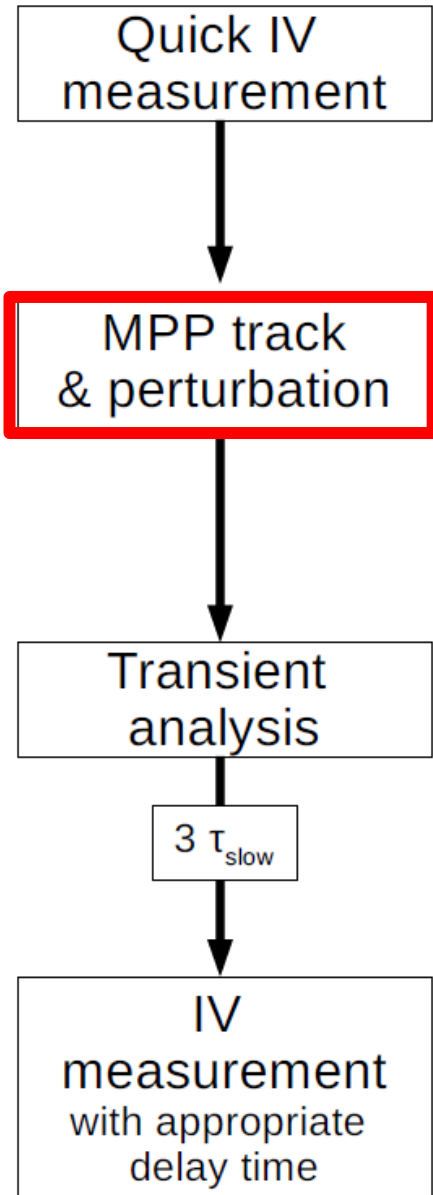 Quick IV
measurement
MPP track
& perturbation
Transient
analysis
3 τslow
IV
measurement
with appropriate
delay time